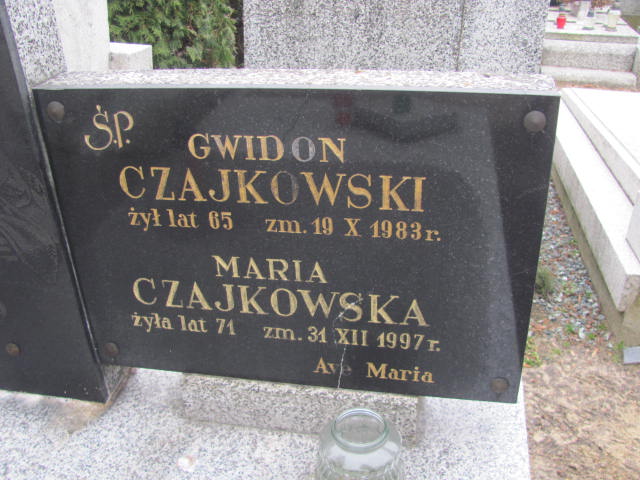 Ś.P.
GWIDON
CZAJKOWSKI
żył lat 65 zm. 19 X 1983 r.
MARIA
CZAJKOWSKA
żyła lat 71 zm. 31 XII 1997 r.
Ave Maria